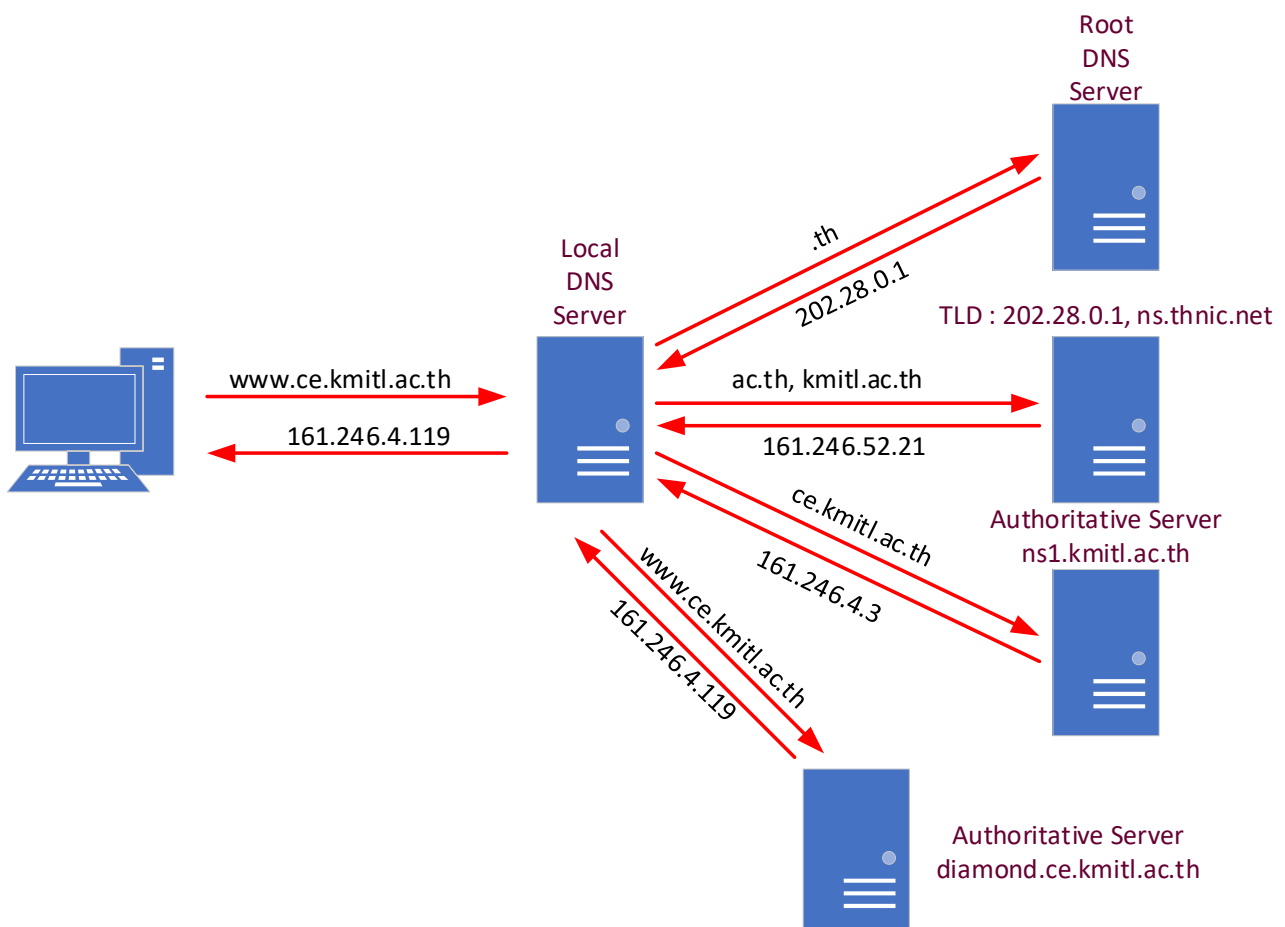 Root
DNS
Server
.th
202.28.0.1
Local
DNS
Server
TLD : 202.28.0.1, ns.thnic.net
www.ce.kmitl.ac.th
161.246.4.119
ac.th, kmitl.ac.th
161.246.52.21
ce.kmitl.ac.th
161.246.4.3
Authoritative Server
ns1.kmitl.ac.th
www.ce.kmitl.ac.th
161.246.4.119
Authoritative Server
diamond.ce.kmitl.ac.th